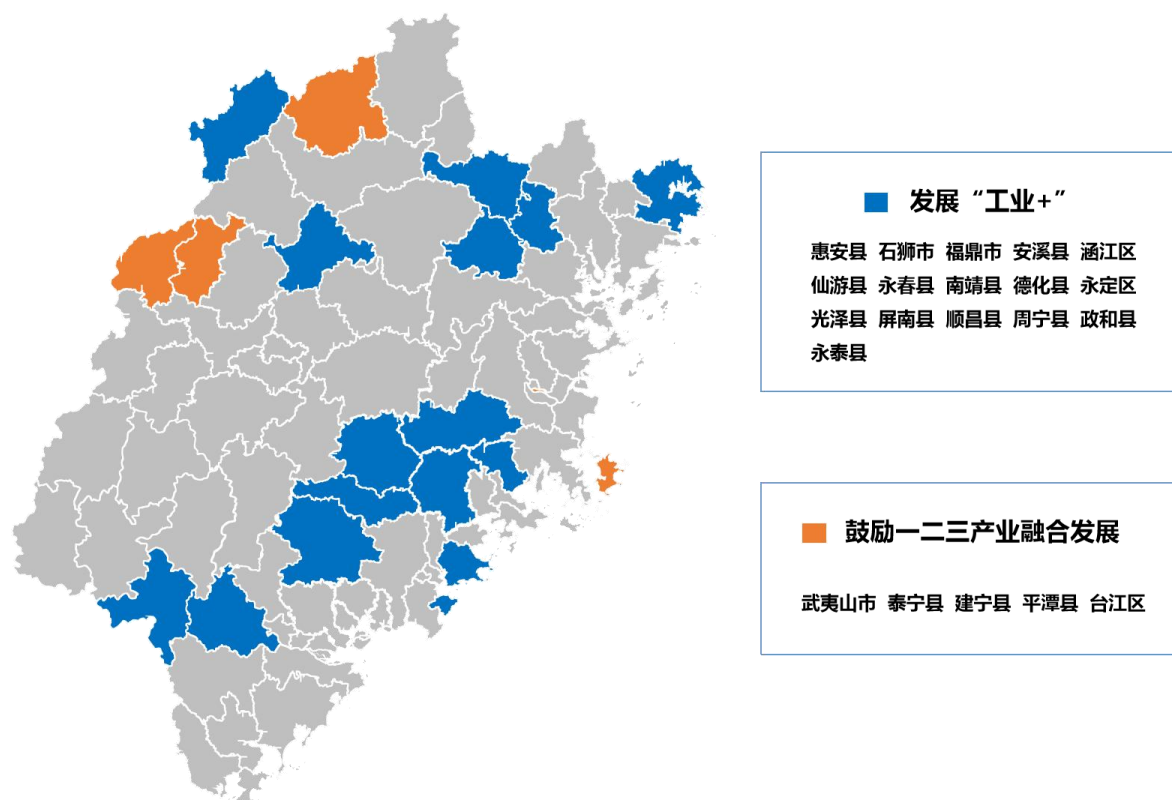 发展“工业+”
惠安县 石狮市 福鼎市 安溪县 涵江区
仙游县 永春县 南靖县 德化县 永定区
光泽县 屏南县 顺昌县 周宁县 政和县
永泰县
鼓励一二三产业融合发展
武夷山市 泰宁县 建宁县 平潭县 台江区